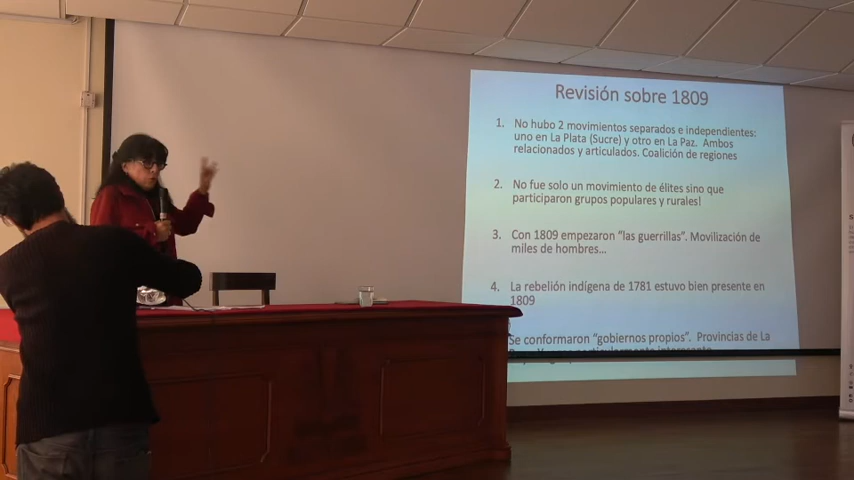 Revisión sobre 1809
1. No hubo 2 movimientos separados e independientes:
uno en La Plata (Sucre) y otro en La Paz. Ambos
relacionados y articulados. Coalición de regiones
2. No fue solo un movimiento de élites sino que
participaron grupos populares y rurales!
3. Con 1809 empezaron "las guerrillas". Movilización de
miles de hombres...
4. La rebelión indígena de 1781 estuvo bien presente en
1809
Se conformaron "gobiernos propios". Provincias de La